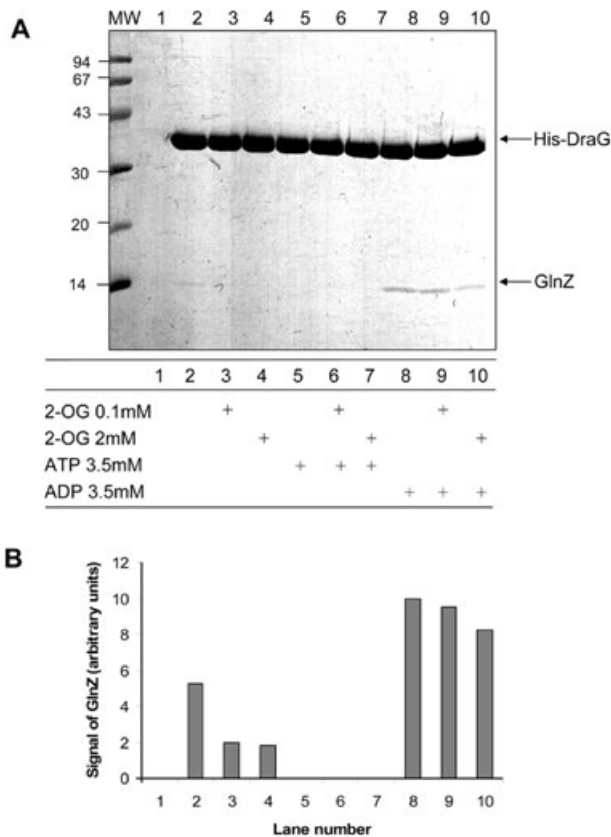 A
MW 1 2 3 4 5 6 7 8 9 10
94
67
43
30
20
14
His-DraG
GlnZ
1 2 3 4 5 6 7 8 9 10
2-OG 0.1mM + + +
2-OG 2mM + + +
ATP 3.5mM + + +
ADP 3.5mM + + +
B
Signal of GlnZ (arbitrary units)
12
10
8
6
4
2
0
1 2 3 4 5 6 7 8 9 10
Lane number